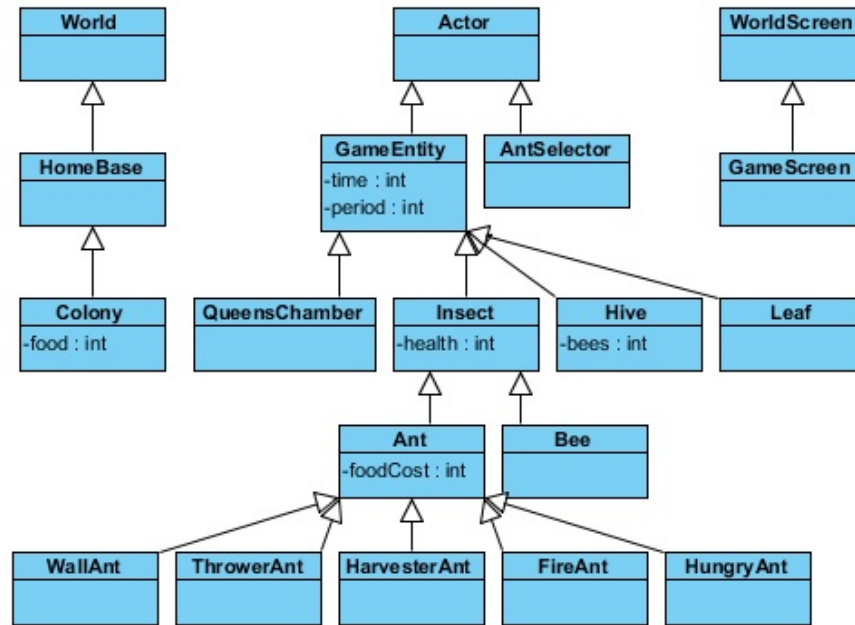 World
Actor
WorldScreen
HomeBase
GameEntity
-time : int
-period : int
AntSelector
GameScreen
Colony
-food : int
QueensChamber
Insect
-health : int
Hive
-bees : int
Leaf
Ant
-foodCost : int
Bee
WallAnt
ThrowerAnt
HarvesterAnt
FireAnt
HungryAnt